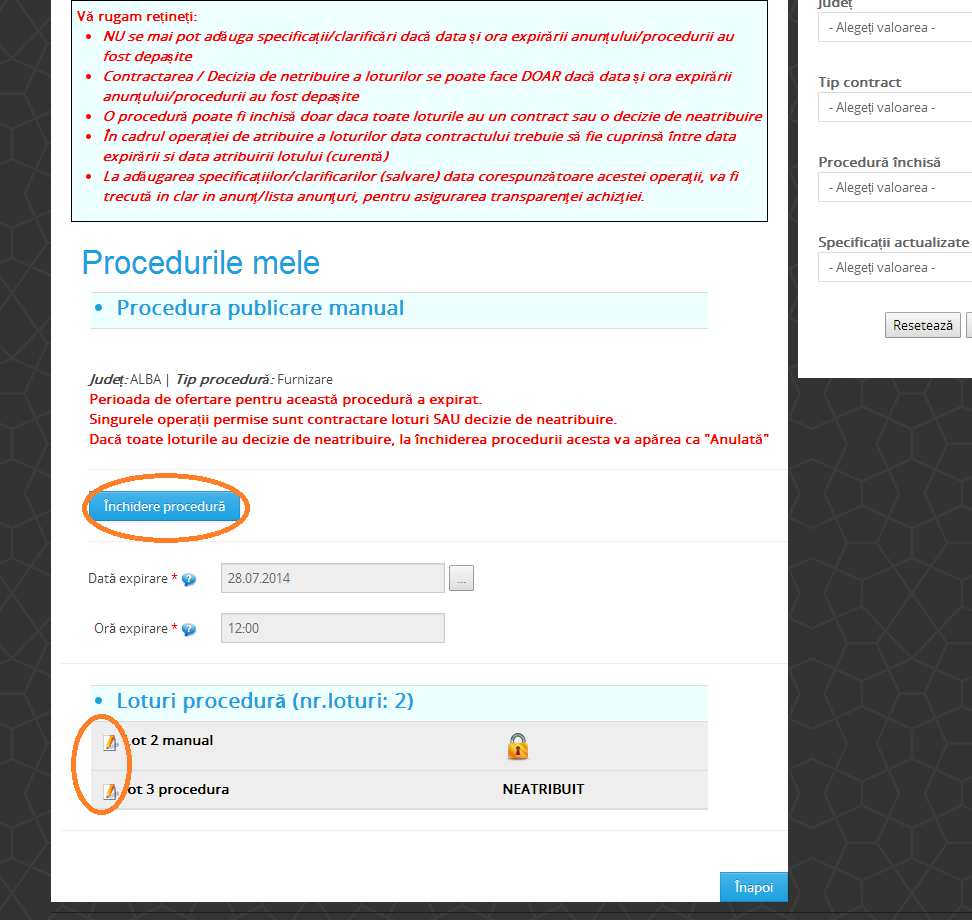 Vă rugam rețineți:
NU se mai pot adăuga specificații/clarificări dacă data și ora expirării anunțului/procedurii au
fost depașite
Contractarea / Decizia de netribuire a loturilor se poate face DOAR dacă data și ora expirării
anunțului/procedurii au fost depașite
O procedură poate fi inchisă doar daca toate loturile au un contract sau o decizie de neatribuire
În cadrul operației de atribuire a loturilor data contractului trebuie să fie cuprinsă între data
expirării si data atribuirii lotului (curentă)
La adăugarea specificațiilor/clarificarilor (salvare) data corespunzătoare acestei operații, va fi
trecută in clar in anunț/lista anunțuri, pentru asigurarea transparenței achiziției.
Procedurile mele
Procedura publicare manual
Județ: ALBA | Tip procedură: Furnizare
Perioada de ofertare pentru această procedură a expirat.
Singurele operații permise sunt contractare loturi SAU decizie de neatribuire.
Dacă toate loturile au decizie de neatribuire, la închiderea procedurii acesta va apărea ca "Anulată"
Închidere procedură
Dată expirare * 28.07.2014 ...
Oră expirare * 12:00
Loturi procedură (nr.loturi: 2)
ot 2 manual
ot 3 procedura NEATRIBUIT
Înapoi
Județ
- Alegeți valoarea -
Tip contract
- Alegeți valoarea -
Procedură închisă
- Alegeți valoarea -
Specificații actualizate
- Alegeți valoarea -
Resetează